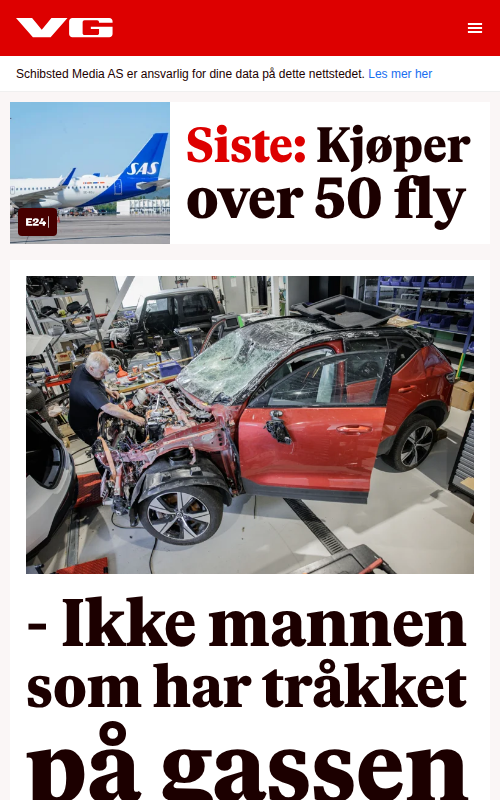 VG
Schibsted Media AS er ansvarlig for dine data på dette nettstedet. Les mer her
SAS
E24
Siste: Kjøper
over 50 fly
- Ikke mannen
som har tråkket
på gassen